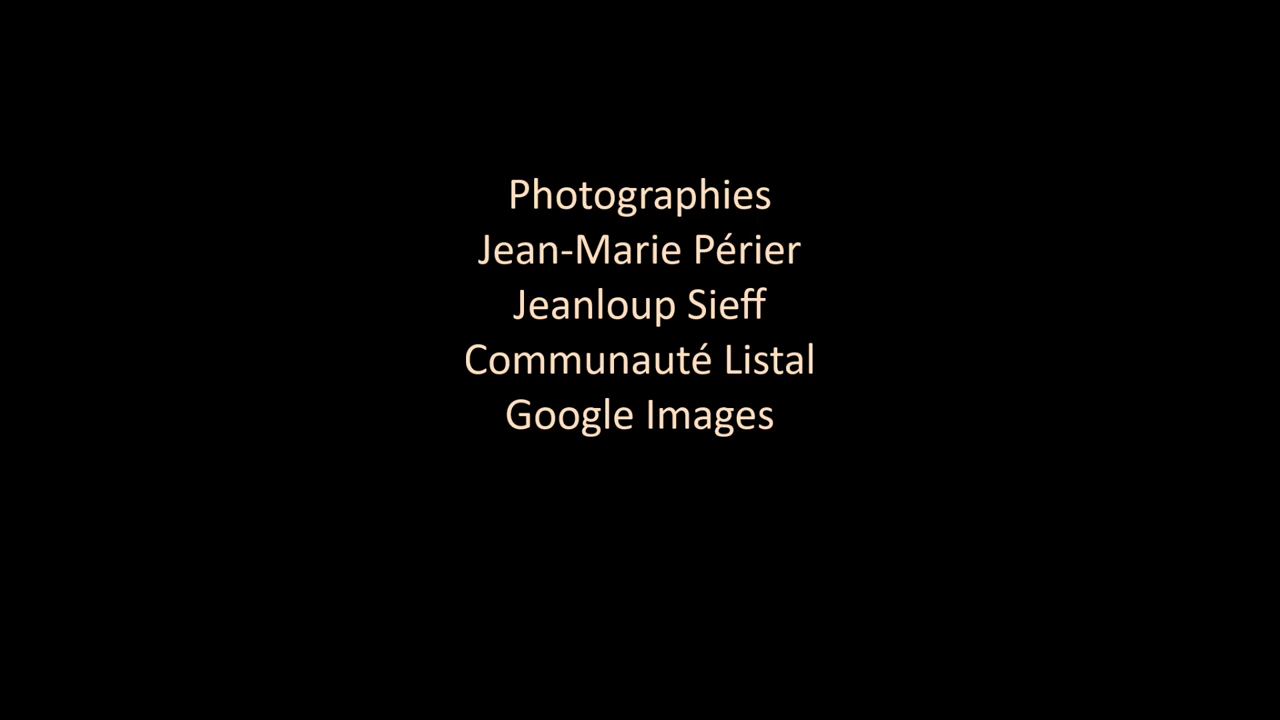 Photographies
Jean-Marie Périer
Jeanloup Sieff
Communauté Listal
Google Images